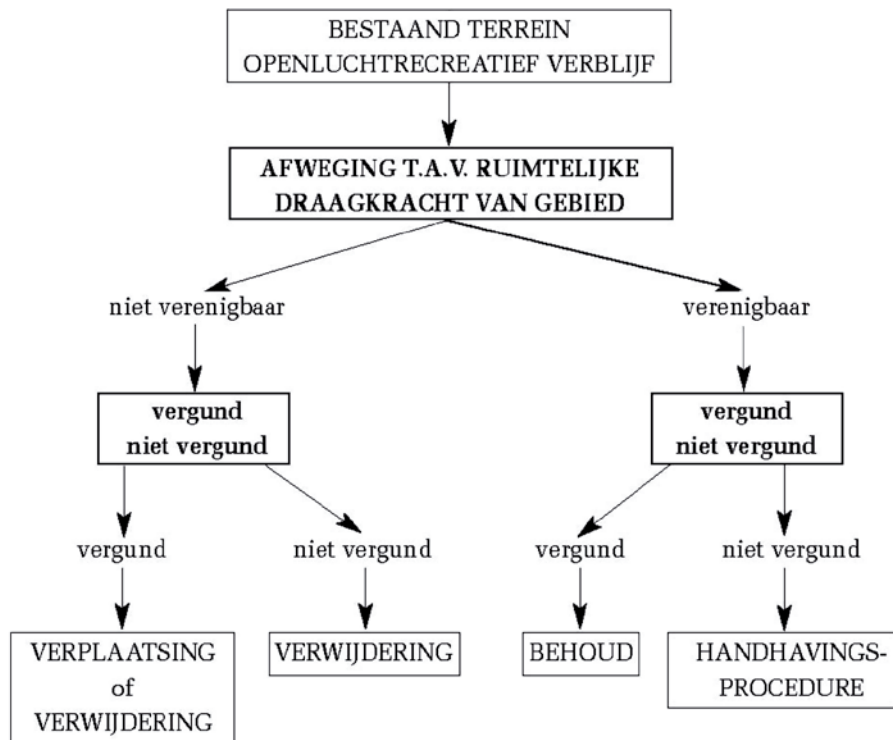 BESTAAND TERREIN
OPENLUCHTRECREATIEF VERBLIJF
AFWEGING T.A.V. RUIMTELIJKE
DRAAGKRACHT VAN GEBIED
niet verenigbaar
verenigbaar
vergund
niet vergund
vergund
niet vergund
vergund
niet vergund
vergund
niet vergund
VERPLAATSING
of
VERWIJDERING
VERWIJDERING
BEHOUD
HANDHAVINGS-
PROCEDURE